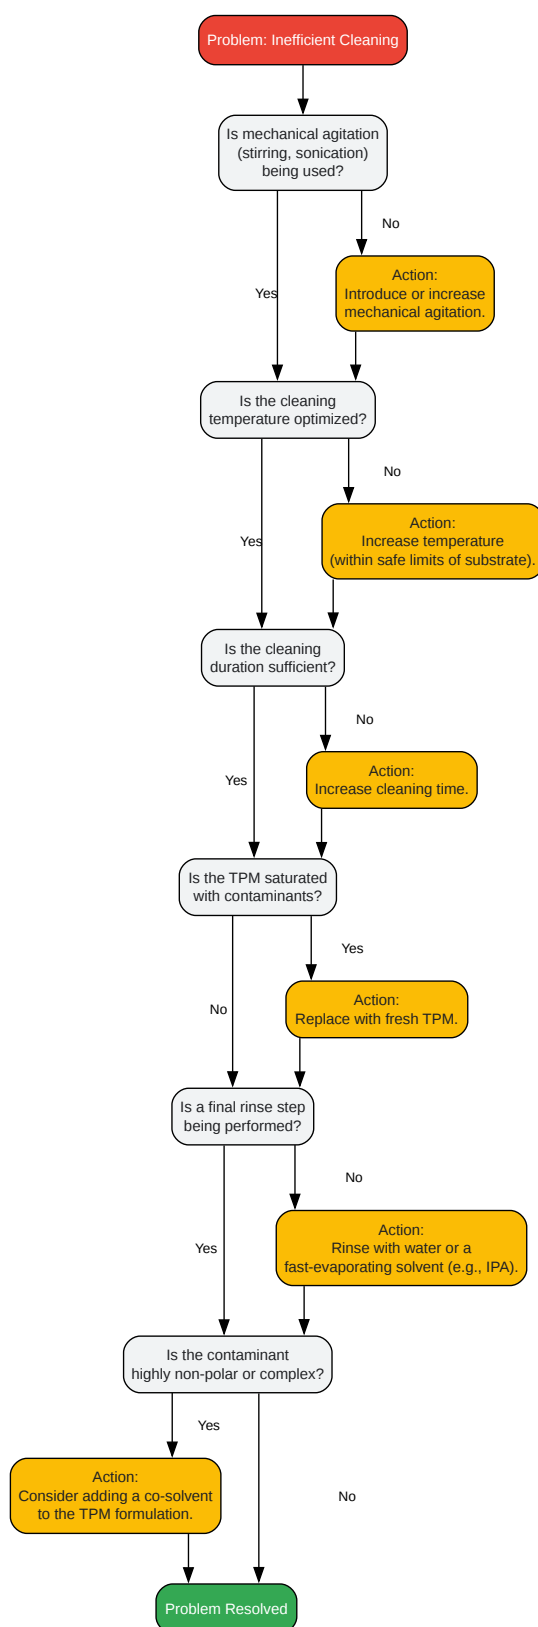 Problem: Inefficient Cleaning
Is mechanical agitation
(stirring, sonication)
being used?
No
Yes
Action:
Introduce or increase
mechanical agitation.
Is the cleaning
temperature optimized?
No
Yes
Action:
Increase temperature
(within safe limits of substrate).
Is the cleaning
duration sufficient?
No
Yes
Action:
Increase cleaning time.
Is the TPM saturated
with contaminants?
Yes
No
Action:
Replace with fresh TPM.
Is a final rinse step
being performed?
No
Yes
Action:
Rinse with water or a
fast-evaporating solvent (e.g., IPA).
Is the contaminant
highly non-polar or complex?
Yes
No
Action:
Consider adding a co-solvent
to the TPM formulation.
Problem Resolved